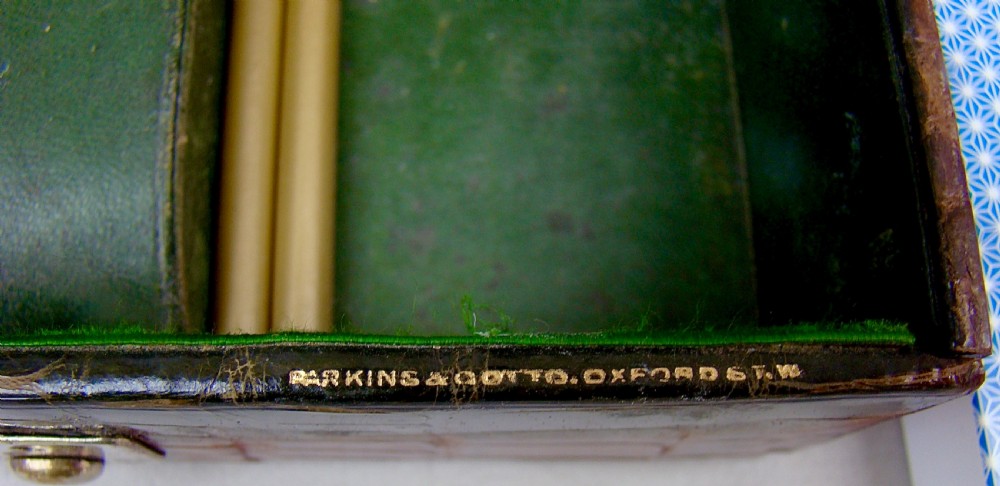 PARKINS & GOTTO. OXFORD ST. W